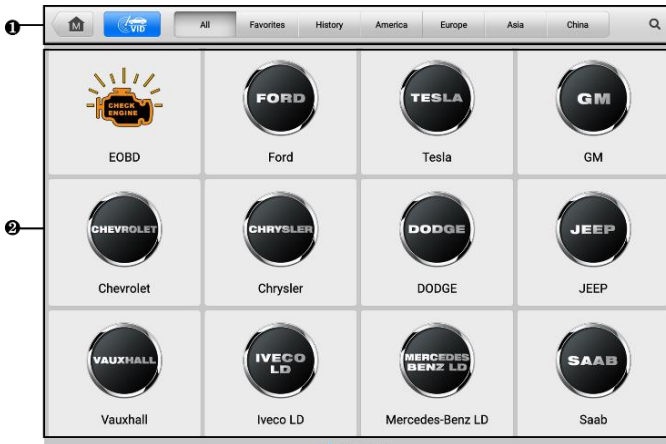 ❶
M
VID
All
Favorites
History
America
Europe
Asia
China
❷
CHECK
ENGINE
FORD
TESLA
GM
EOBD
Ford
Tesla
GM
CHEVROLET
CHRYSLER
DODGE
JEEP
Chevrolet
Chrysler
DODGE
JEEP
VAUXHALL
IVECO
LD
MERCEDES
BENZ LD
SAAB
Vauxhall
Iveco LD
Mercedes-Benz LD
Saab